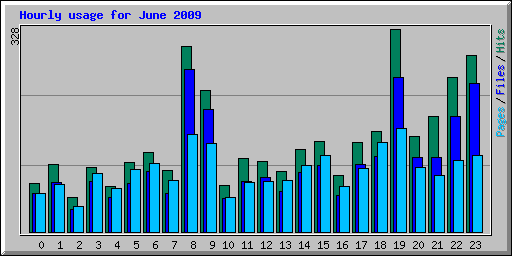 Hourly usage for June 2009
328
Pages/Files/Hits
0 1 2 3 4 5 6 7 8 9 10 11 12 13 14 15 16 17 18 19 20 21 22 23